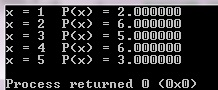 x = 1  P(x) = 2.000000
x = 2  P(x) = 6.000000
x = 3  P(x) = 5.000000
x = 4  P(x) = 6.000000
x = 5  P(x) = 3.000000
Process returned 0 (0x0)